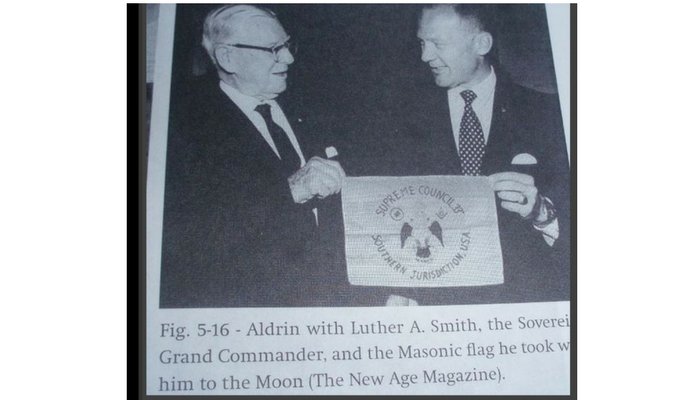 SUPREME COUNCIL 33°
SOUTHERN JURISDICTION, USA
Fig. 5-16 - Aldrin with Luther A. Smith, the Soverei
Grand Commander, and the Masonic flag he took w
him to the Moon (The New Age Magazine).